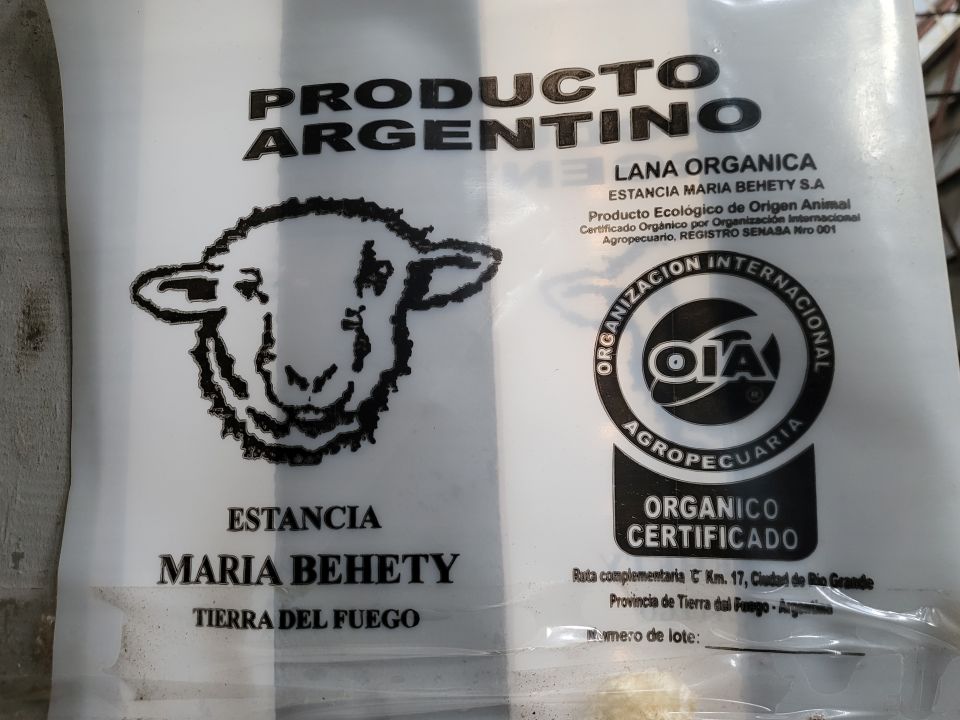 PRODUCTO
ARGENTINO
LANA ORGANICA
ESTANCIA MARIA BEHETY S.A
Producto Ecológico de Origen Animal
Certificado Orgánico por Organización Internacional
Agropecuario, REGISTRO SENASA Nro 001
ORGANIZACION INTERNACIONAL
OIA
®
AGROPECUARIA
ORGANICO
CERTIFICADO
ESTANCIA
MARIA BEHETY
TIERRA DEL FUEGO
Ruta complementaria "C" Km. 17, Ciudad de Rio Grande
Provincia de Tierra del Fuego - Argentina
Numero de lote: